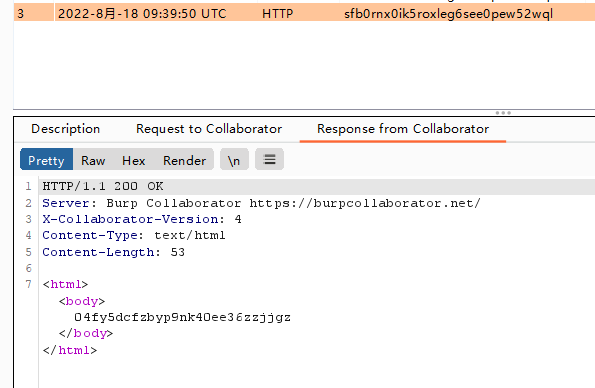 3 2022-8月-18 09:39:50 UTC HTTP sfb0rnx0ik5roxleg6see0pew52wql
Description Request to Collaborator Response from Collaborator
Pretty Raw Hex Render \n
1 HTTP/1.1 200 OK
2 Server: Burp Collaborator https://burpcollaborator.net/
3 X-Collaborator-Version: 4
4 Content-Type: text/html
5 Content-Length: 53
6
7 <html>
<body>
04fy5dcfzbyp9nk40ee36zzjjgz
</body>
</html>